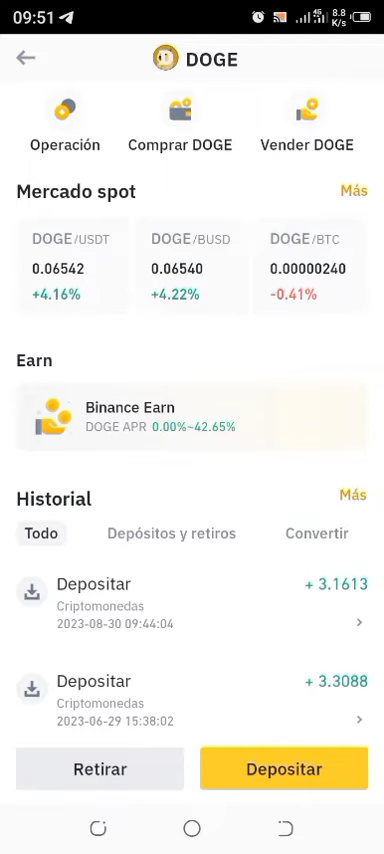 09:51
4G 8.8 K/s
DOGE
Operación Comprar DOGE Vender DOGE
Mercado spot Más
DOGE/USDT DOGE/BUSD DOGE/BTC
0.06542 0.06540 0.00000240
+4.16% +4.22% -0.41%
Earn
Binance Earn
DOGE APR 0.00%~42.65%
Historial Más
Todo Depósitos y retiros Convertir
Depositar + 3.1613
Criptomonedas
2023-08-30 09:44:04
Depositar + 3.3088
Criptomonedas
2023-06-29 15:38:02
Retirar Depositar